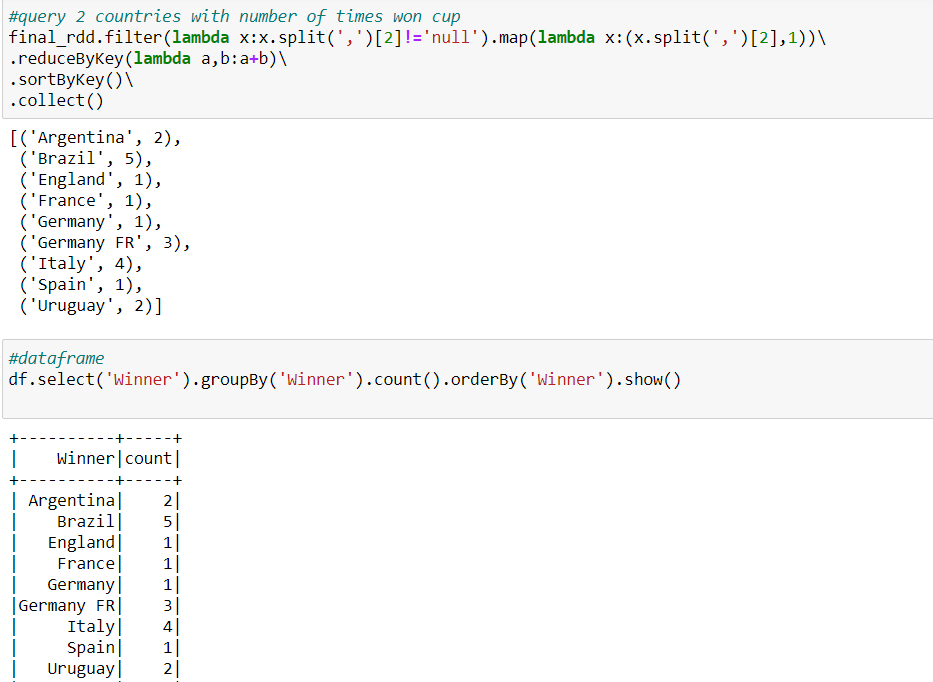 #query 2 countries with number of times won cup
final_rdd.filter(lambda x:x.split(',')[2]!='null').map(lambda x:(x.split(',')[2],1))\
.reduceByKey(lambda a,b:a+b)\
.sortByKey()\
.collect()
[('Argentina', 2),
 ('Brazil', 5),
 ('England', 1),
 ('France', 1),
 ('Germany', 1),
 ('Germany FR', 3),
 ('Italy', 4),
 ('Spain', 1),
 ('Uruguay', 2)]
#dataframe
df.select('Winner').groupBy('Winner').count().orderBy('Winner').show()
+----------+-----+
|    Winner|count|
+----------+-----+
| Argentina|    2|
|    Brazil|    5|
|   England|    1|
|    France|    1|
|   Germany|    1|
|Germany FR|    3|
|     Italy|    4|
|     Spain|    1|
|   Uruguay|    2|